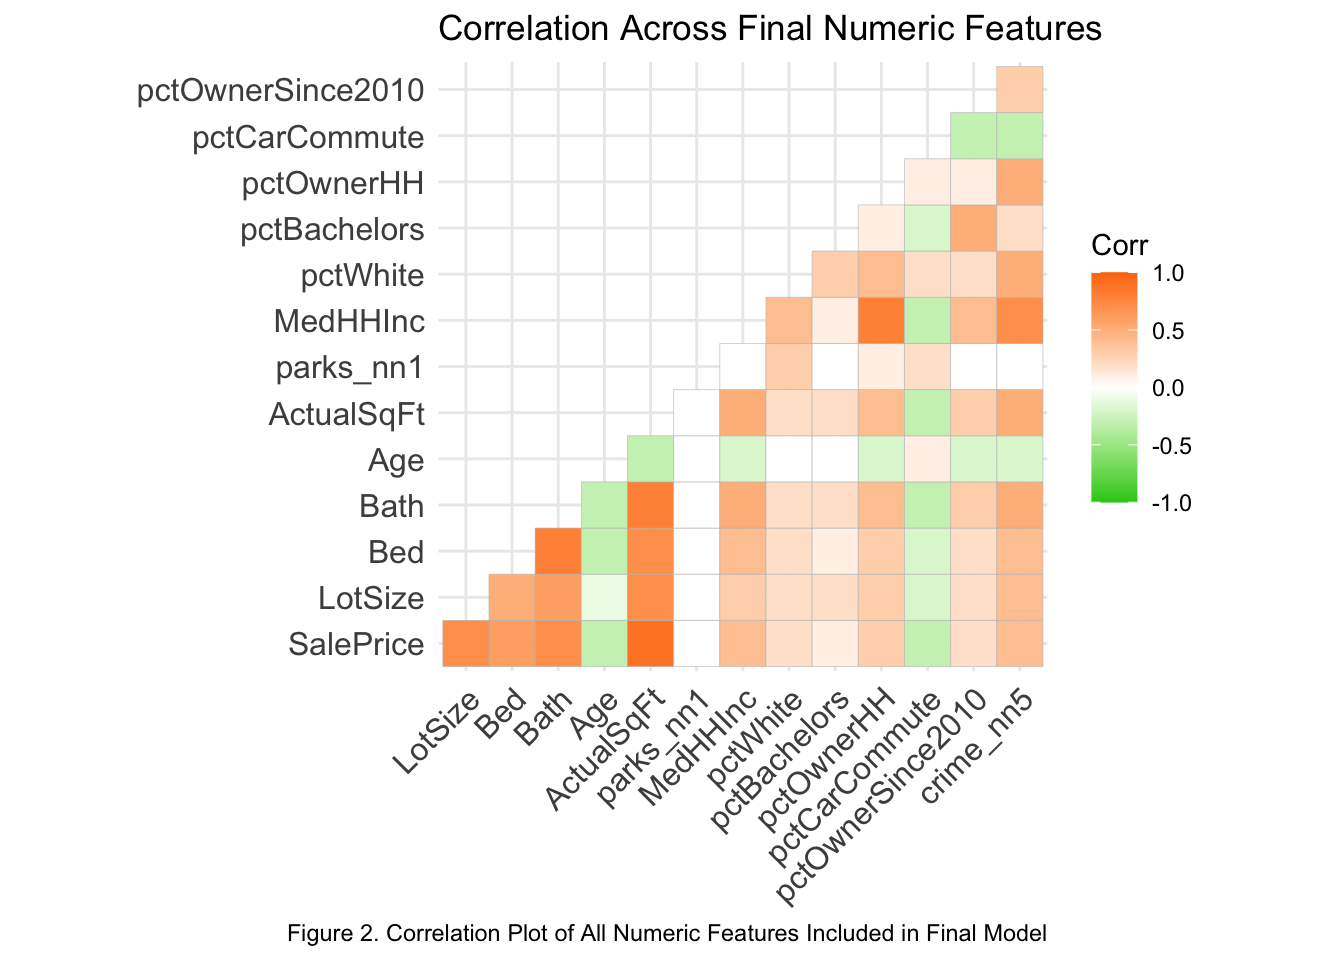 Correlation Across Final Numeric Features
pctOwnerSince2010
pctCarCommute
pctOwnerHH
pctBachelors
pctWhite
MedHHInc
parks_nn1
ActualSqFt
Age
Bath
Bed
LotSize
SalePrice
LotSize
Bed
Bath
Age
ActualSqFt
parks_nn1
MedHHInc
pctWhite
pctBachelors
pctOwnerHH
pctCarCommute
pctOwnerSince2010
crime_nn5
Corr
1.0
0.5
0.0
-0.5
-1.0
Figure 2. Correlation Plot of All Numeric Features Included in Final Model